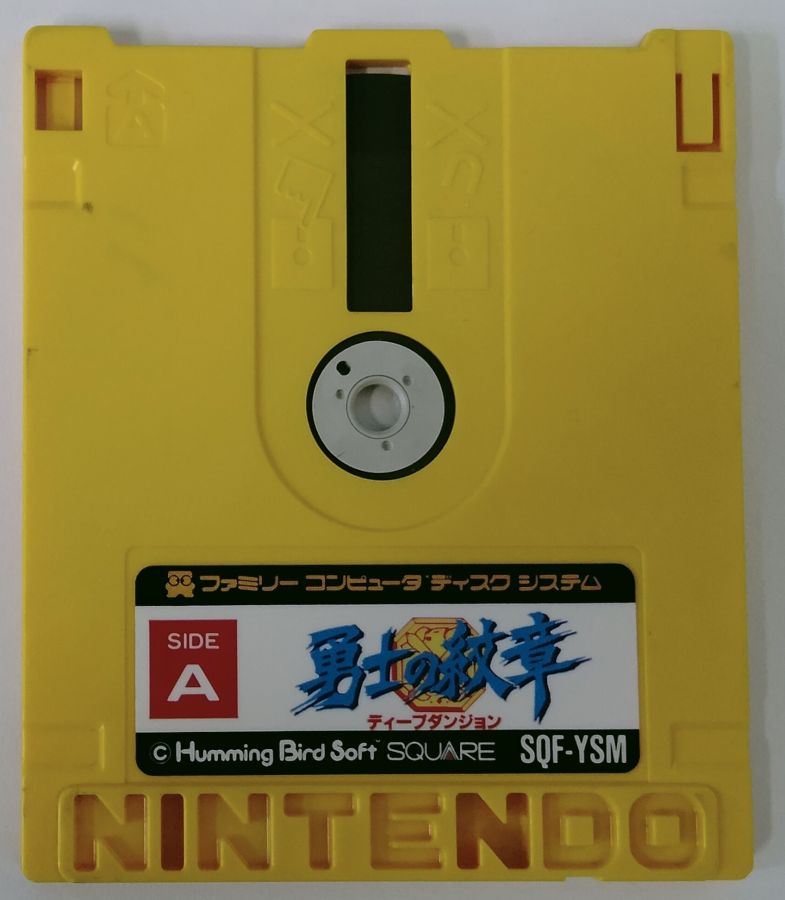 ファミリー コンピュータ ディスク システム
SIDE
A
勇士の紋章
ディープダンジョン
© Humming Bird Soft™ SQUARE SQF-YSM
NINTENDO